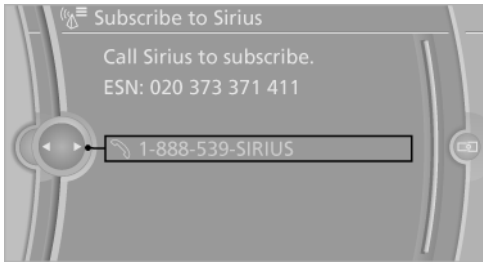 Subscribe to Sirius
Call Sirius to subscribe.
ESN: 020 373 371 411
1-888-539-SIRIUS